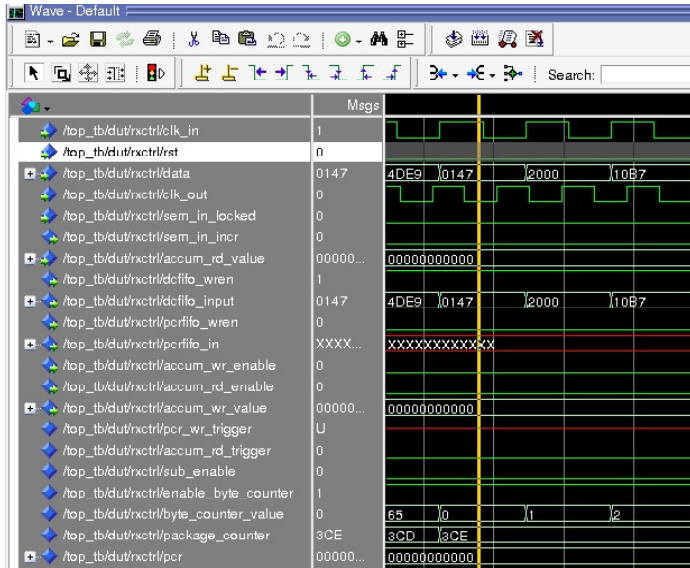 Wave - Default
Search:
Msgs
/top_tb/dut/rxctrl/clk_in 1
/top_tb/dut/rxctrl/rst 0
/top_tb/dut/rxctrl/data 0147 4DE9 0147 2000 10B7
/top_tb/dut/rxctrl/clk_out 0
/top_tb/dut/rxctrl/sem_in_locked 0
/top_tb/dut/rxctrl/sem_in_incr 0
/top_tb/dut/rxctrl/accum_rd_value 00000... 00000000000
/top_tb/dut/rxctrl/dcfifo_wren 1
/top_tb/dut/rxctrl/dcfifo_input 0147 4DE9 0147 2000 10B7
/top_tb/dut/rxctrl/pcrfifo_wren 0
/top_tb/dut/rxctrl/pcrfifo_in XXXX... XXXXXXXXXXXX
/top_tb/dut/rxctrl/accum_wr_enable 0
/top_tb/dut/rxctrl/accum_rd_enable 0
/top_tb/dut/rxctrl/accum_wr_value 00000... 00000000000
/top_tb/dut/rxctrl/pcr_wr_trigger U
/top_tb/dut/rxctrl/accum_rd_trigger 0
/top_tb/dut/rxctrl/sub_enable 0
/top_tb/dut/rxctrl/enable_byte_counter 1
/top_tb/dut/rxctrl/byte_counter_value 0 65 0 1 2
/top_tb/dut/rxctrl/package_counter 3CE 3CD 3CE
/top_tb/dut/rxctrl/pcr 00000... 00000000000